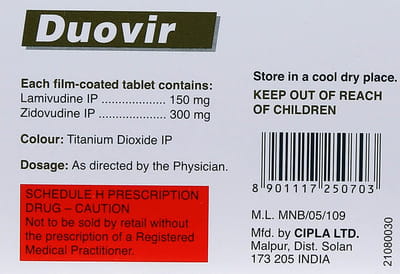 Duovir
Each film-coated tablet contains:
Lamivudine IP .................. 150 mg
Zidovudine IP .................. 300 mg
Colour: Titanium Dioxide IP
Dosage: As directed by the Physician.
SCHEDULE H PRESCRIPTION
DRUG – CAUTION
Not to be sold by retail without
the prescription of a Registered
Medical Practitioner.
Store in a cool dry place.
KEEP OUT OF REACH
OF CHILDREN
8 901117 250703
M.L. MNB/05/109
Mfd. by CIPLA LTD.
Malpur, Dist. Solan
173 205 INDIA
21080030